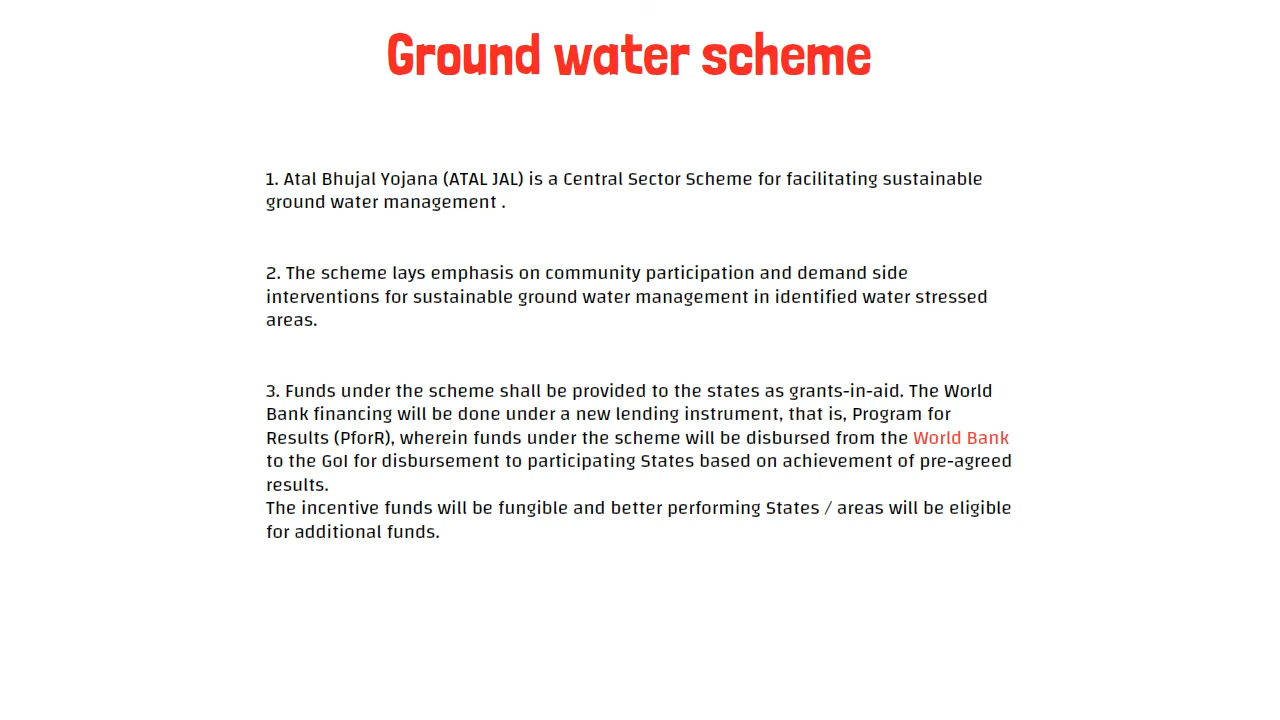 Ground water scheme
1. Atal Bhujal Yojana (ATAL JAL) is a Central Sector Scheme for facilitating sustainable
ground water management .
2. The scheme lays emphasis on community participation and demand side
interventions for sustainable ground water management in identified water stressed
areas.
3. Funds under the scheme shall be provided to the states as grants-in-aid. The World
Bank financing will be done under a new lending instrument, that is, Program for
Results (PforR), wherein funds under the scheme will be disbursed from the World Bank
to the GoI for disbursement to participating States based on achievement of pre-agreed
results.
The incentive funds will be fungible and better performing States / areas will be eligible
for additional funds.